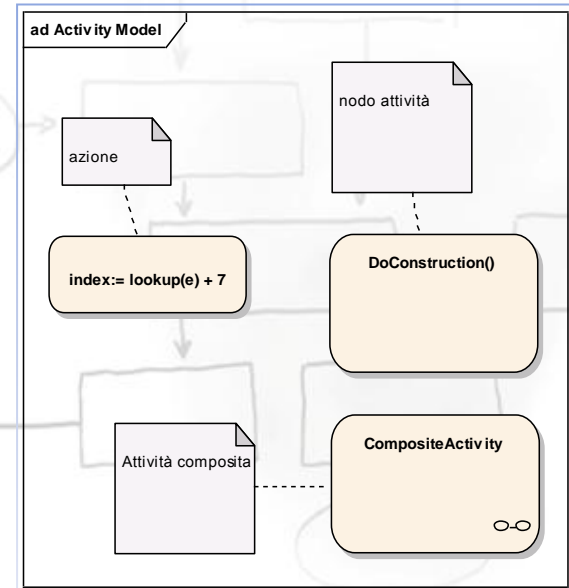 ad Activity Model
nodo attività
azione
index:= lookup(e) + 7
DoConstruction()
Attività composita
CompositeActivity